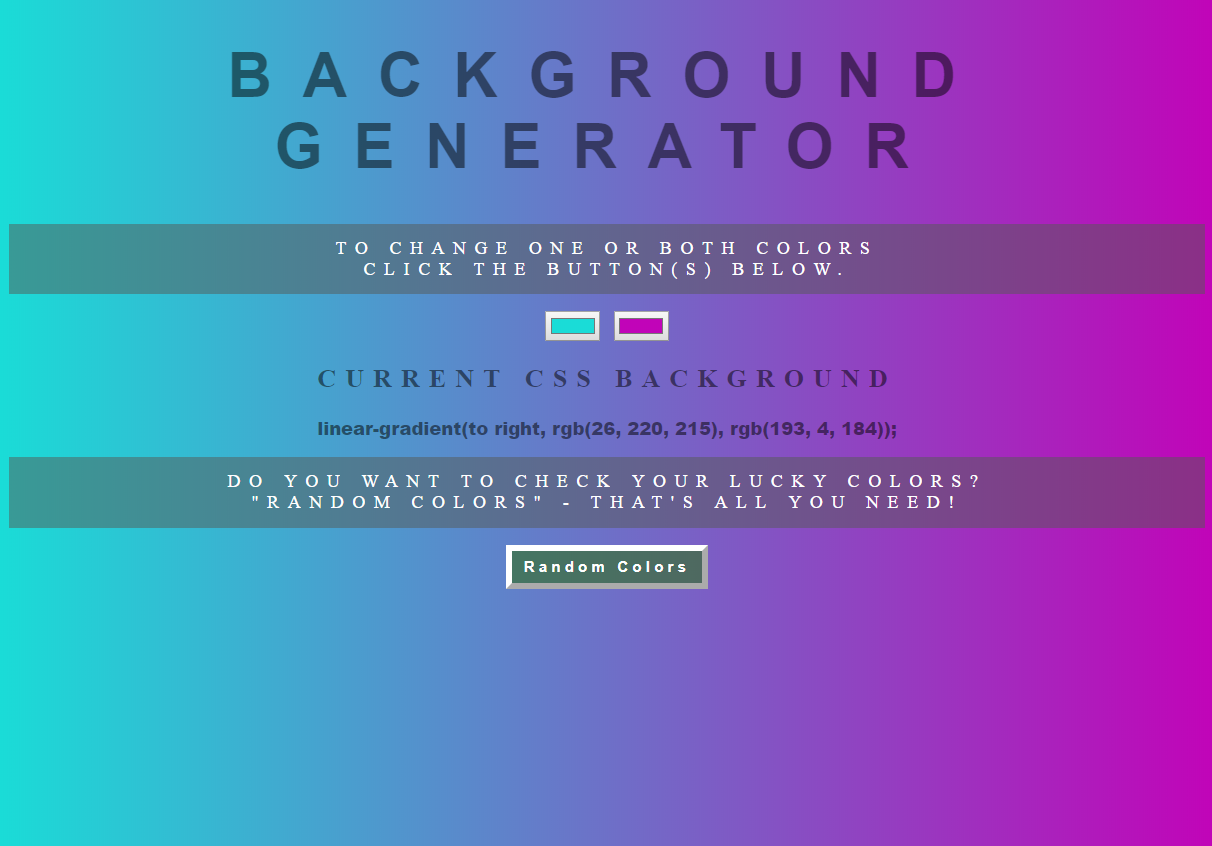 BACKGROUND
GENERATOR
TO CHANGE ONE OR BOTH COLORS
CLICK THE BUTTON(S) BELOW.
CURRENT CSS BACKGROUND
linear-gradient(to right, rgb(26, 220, 215), rgb(193, 4, 184));
DO YOU WANT TO CHECK YOUR LUCKY COLORS?
"RANDOM COLORS" - THAT'S ALL YOU NEED!
Random Colors